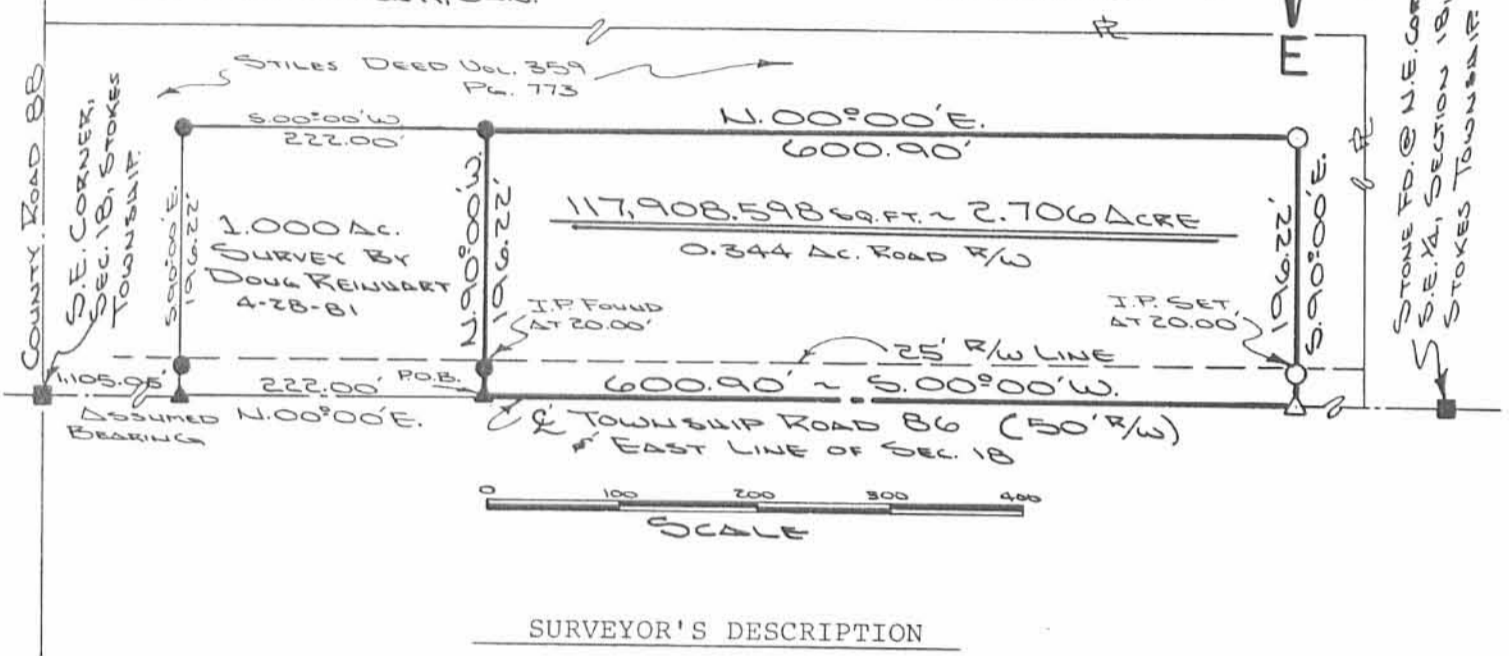 E
COUNTY ROAD 88
S.E. CORNER,
SEC. 18, STOKES
TOWNSHIP.
STILES DEED VOL. 359
PG. 773
S.00°00'W.
222.00'
N.00°00'E.
600.90'
S.90°00'E.
196.22'
1.000 AC.
SURVEY BY
DOUG REINHART
4-28-81
N.90°00'W.
196.22'
117,908.598 SQ.FT. ~ 2.706 ACRE
0.344 AC. ROAD R/W
I.P. FOUND
AT 20.00'
I.P. SET
AT 20.00'
196.22'
S.90°00'E.
STONE FD. @ N.E. COR
S.E. 1/4, SECTION 18,
STOKES TOWNSHIP.
25' R/W LINE
1,105.95'
222.00'
P.O.B.
600.90' ~ S.00°00'W.
ASSUMED N.00°00'E.
BEARING
℄ TOWNSHIP ROAD 86 (50' R/W)
& EAST LINE OF SEC. 18
0 100 200 300 400
SCALE
SURVEYOR'S DESCRIPTION